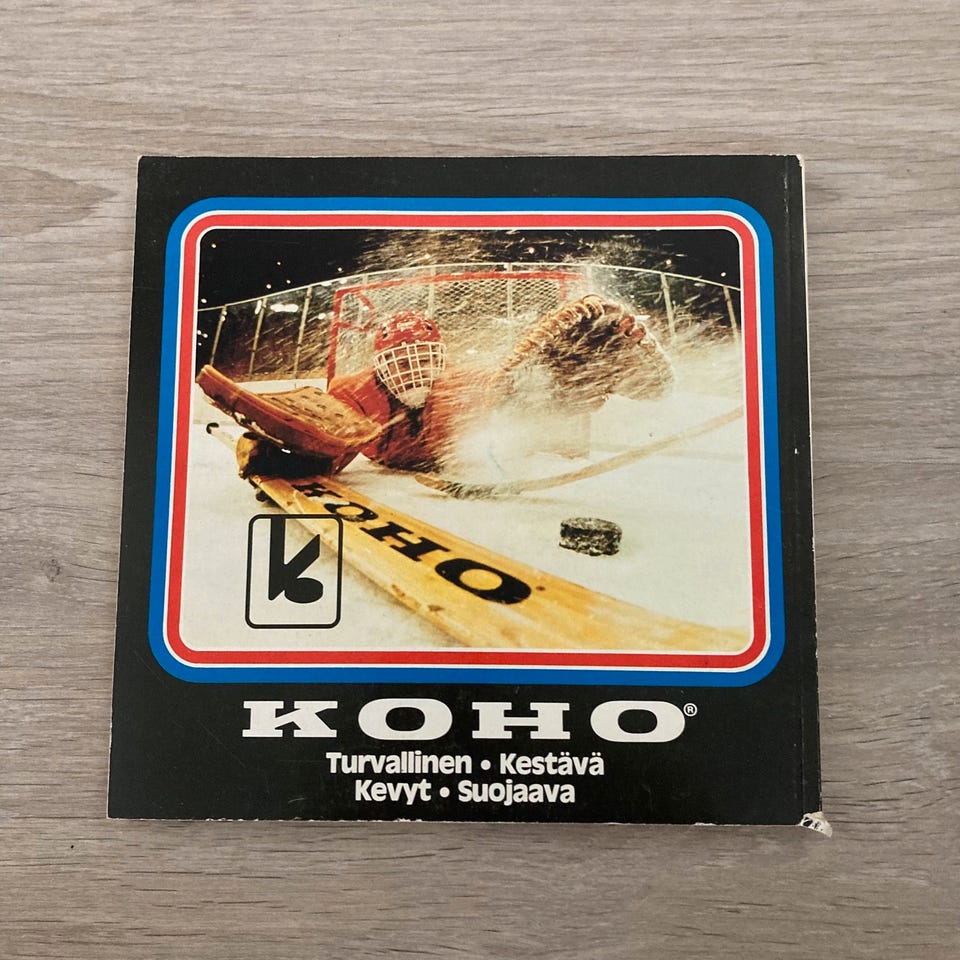 KOHO
KOHO®
Turvallinen • Kestävä
Kevyt • Suojaava